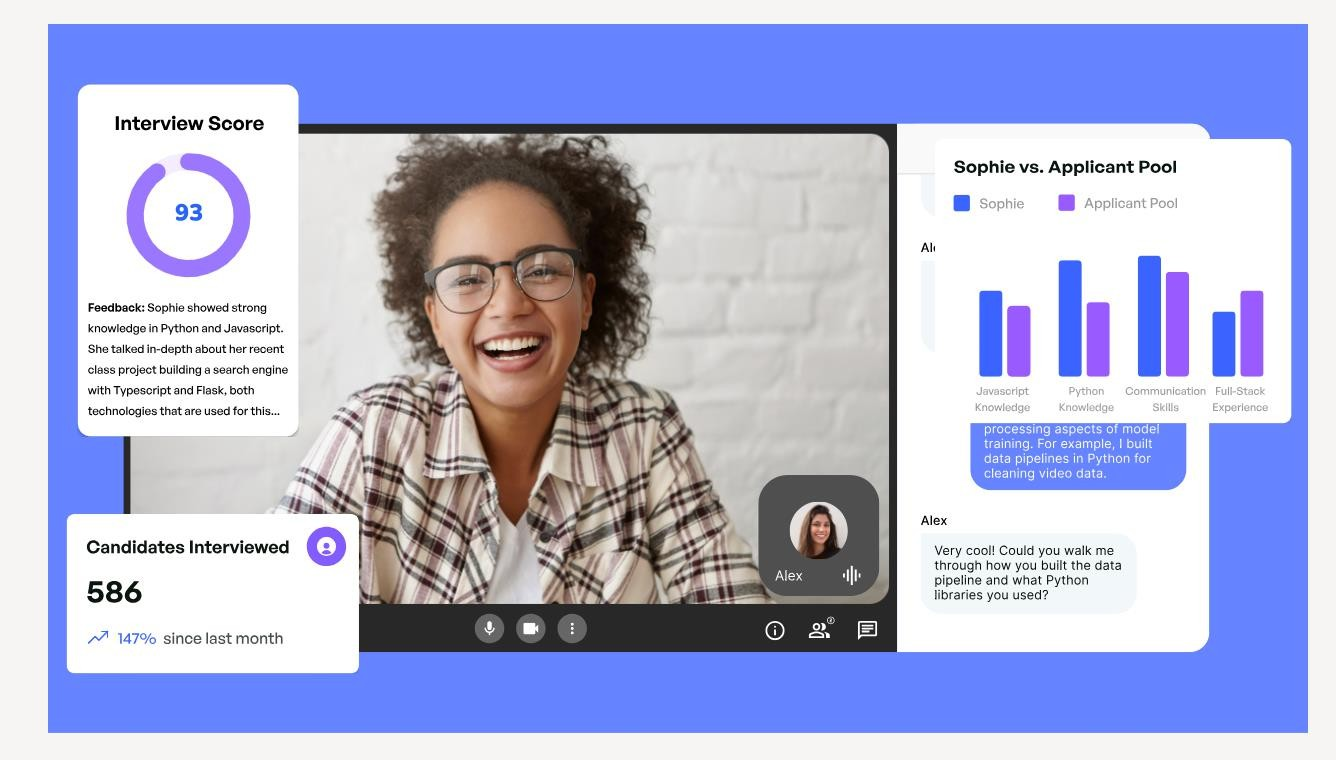 Interview Score
93
Feedback: Sophie showed strong
knowledge in Python and Javascript.
She talked in-depth about her recent
class project building a search engine
with Typescript and Flask, both
technologies that are used for this...
Candidates Interviewed
586
147% since last month
Alex
Sophie vs. Applicant Pool
Sophie
Applicant Pool
Javascript
Knowledge
Python
Knowledge
Communication
Skills
Full-Stack
Experience
processing aspects of model
training. For example, I built
data pipelines in Python for
cleaning video data.
Alex
Very cool! Could you walk me
through how you built the data
pipeline and what Python
libraries you used?